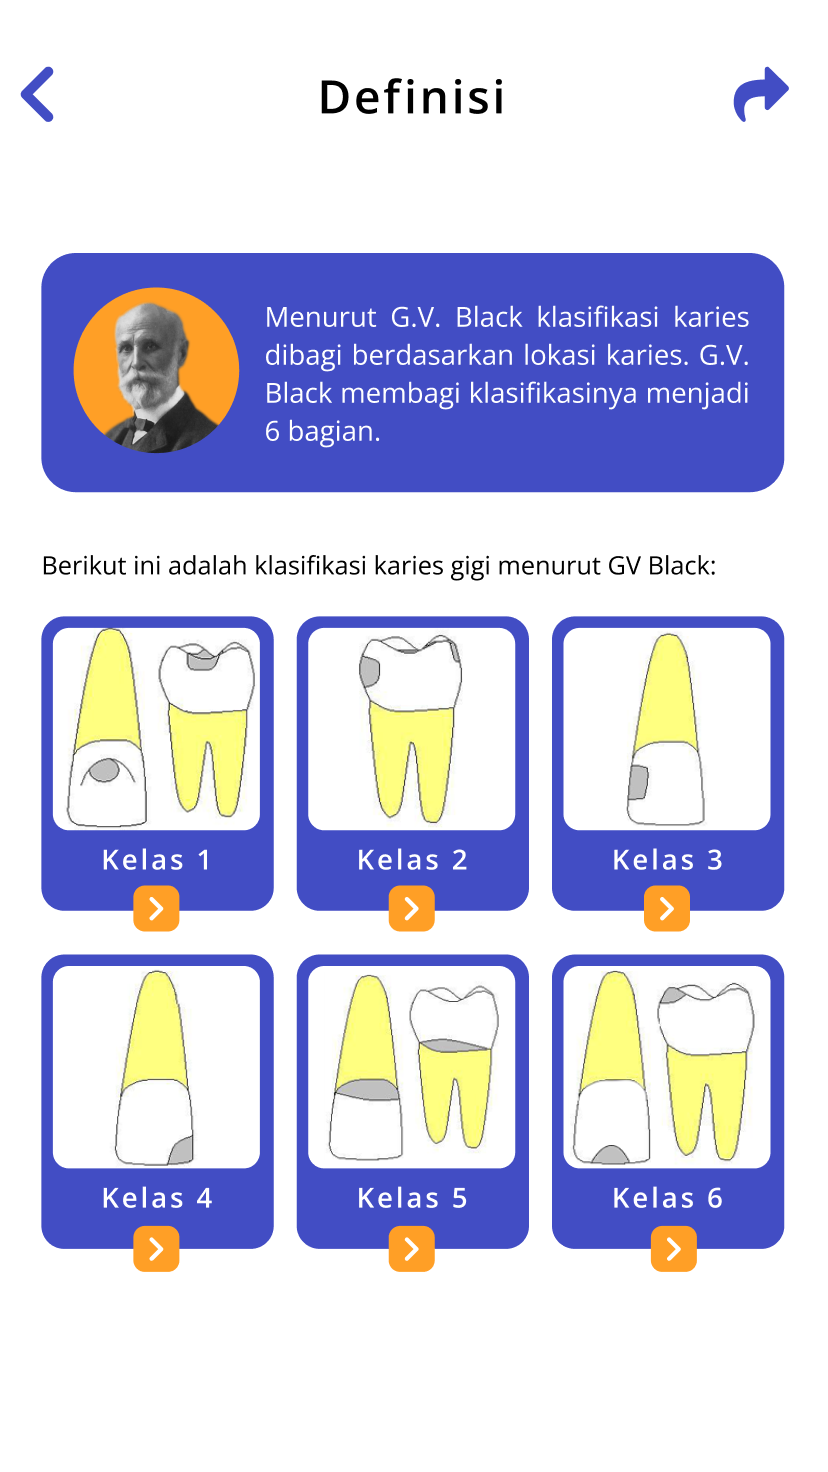 Definisi
Menurut G.V. Black klasifikasi karies
dibagi berdasarkan lokasi karies. G.V.
Black membagi klasifikasinya menjadi
6 bagian.
Berikut ini adalah klasifikasi karies gigi menurut GV Black:
Kelas 1
Kelas 2
Kelas 3
Kelas 4
Kelas 5
Kelas 6